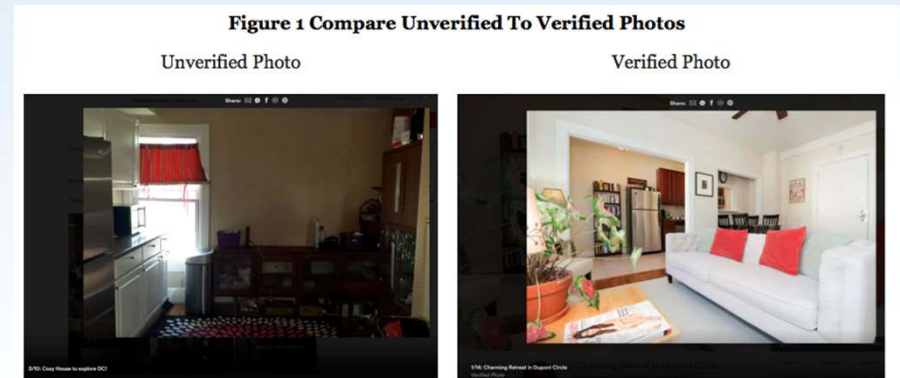 Figure 1 Compare Unverified To Verified Photos
Unverified Photo
Verified Photo
Share:
Share:
3/10: Cozy House to explore DC!
1/14: Charming Retreat in Dupont Circle
Verified Photo